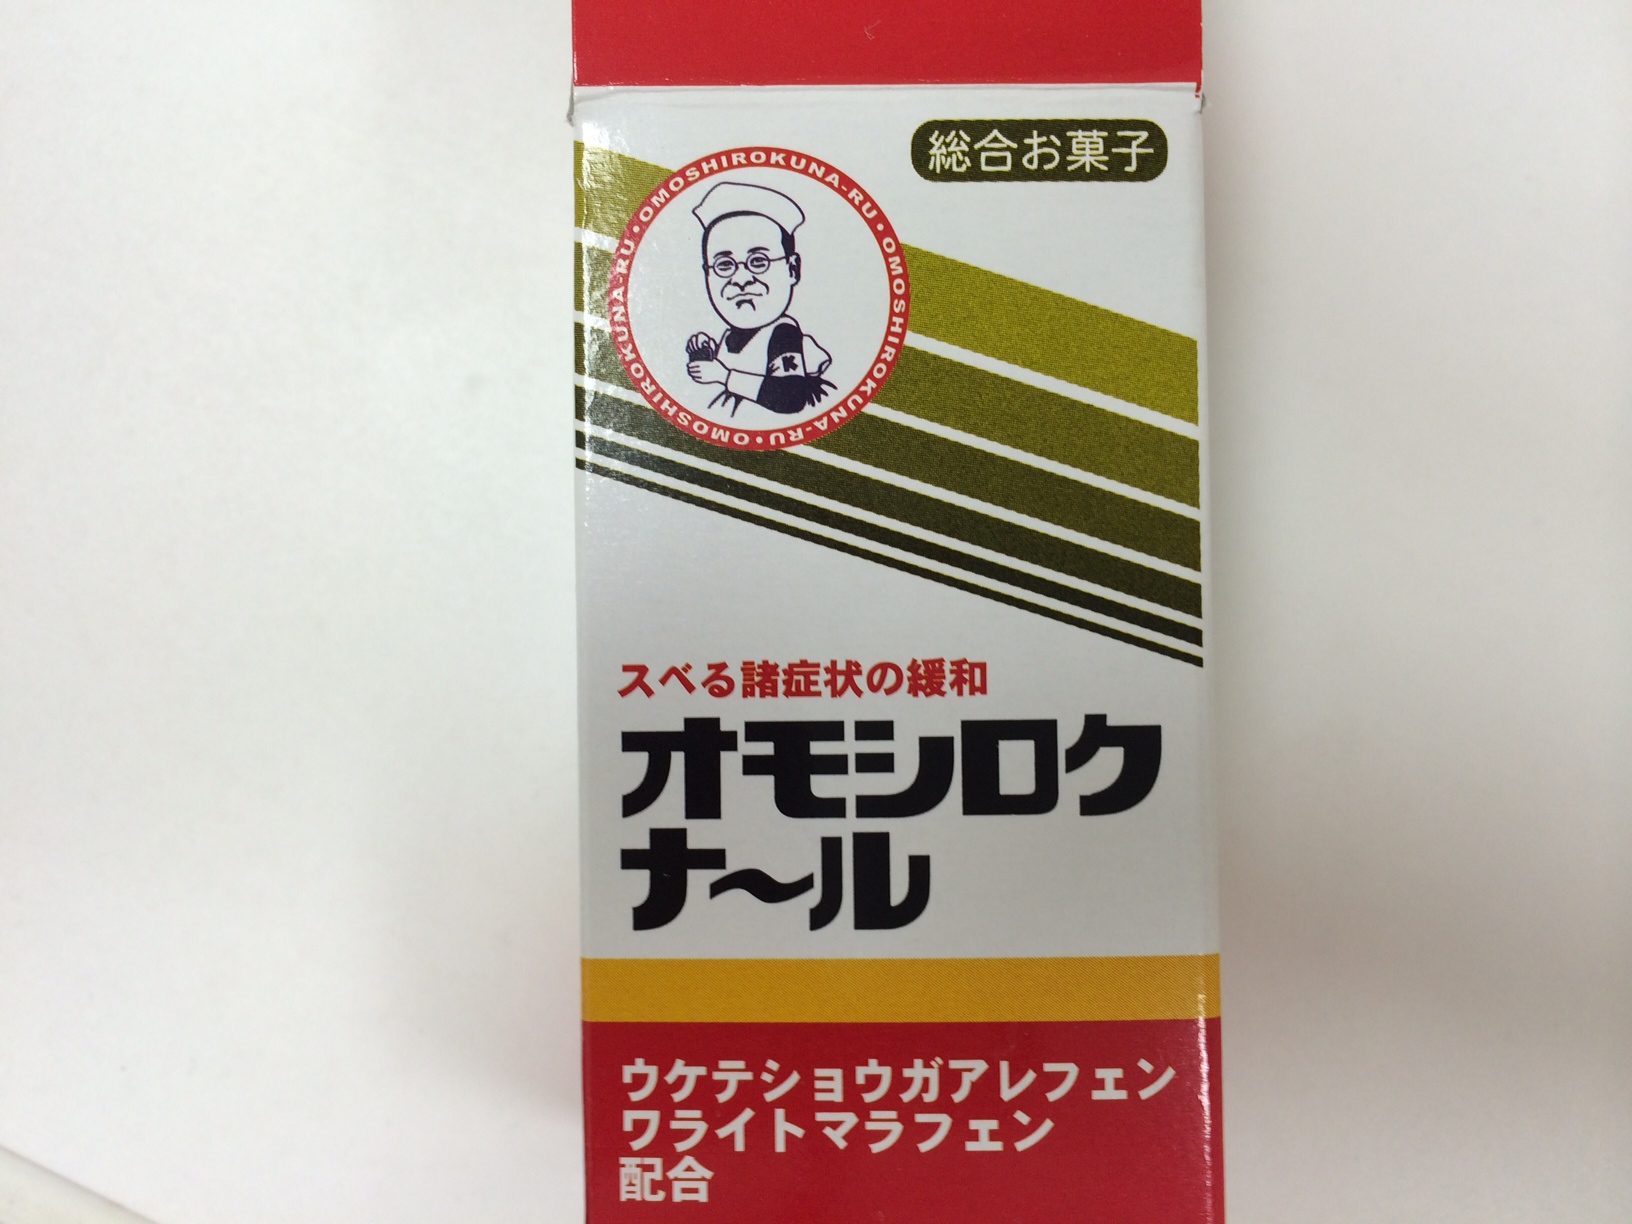 総合お菓子
OMOSHIROKUNA-RU・OMOSHIROKUNA-RU・OMOSHIROKUNA-RU・OMOSHIROKUNA-RU・
K
スベる諸症状の緩和
オモシロク
ナ〜ル
ウケテショウガアレフェン
ワライトマラフェン
配合